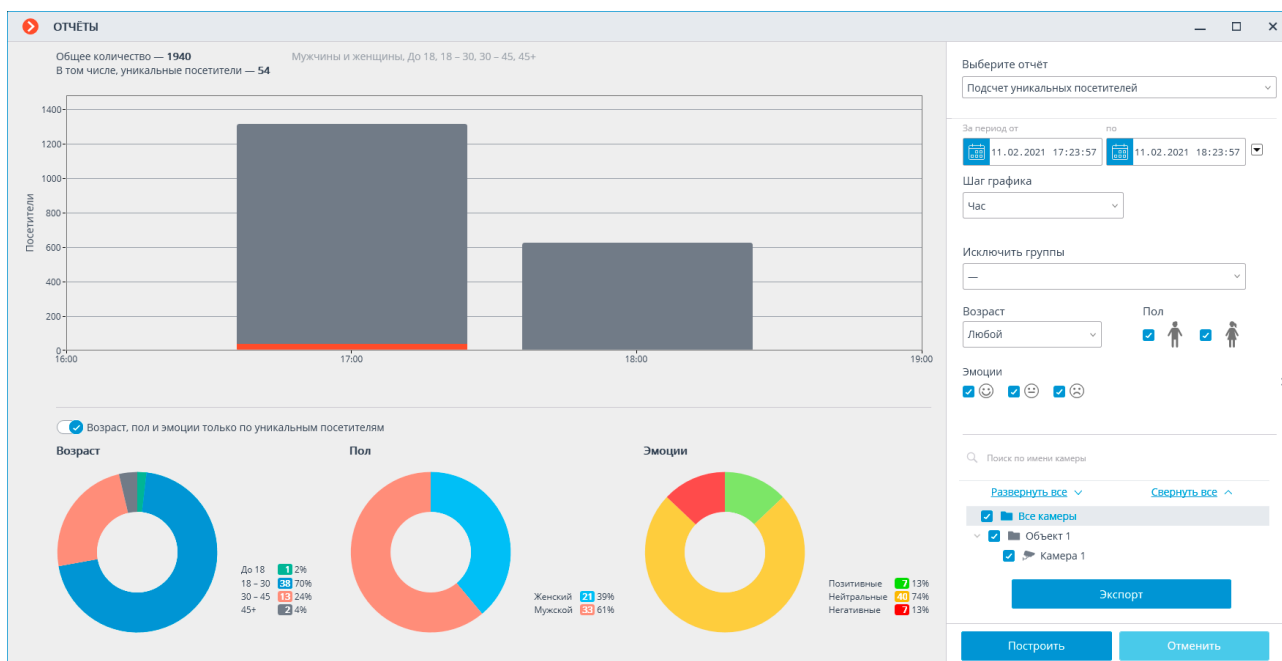 ОТЧЁТЫ
Общее количество — 1940
Мужчины и женщины, До 18, 18 – 30, 30 – 45, 45+
В том числе, уникальные посетители — 54
Посетители
1400
1200
1000
800
600
400
200
0
16:00 17:00 18:00 19:00
Возраст, пол и эмоции только по уникальным посетителям
Возраст
До 18 1 2%
18 – 30 38 70%
30 – 45 13 24%
45+ 2 4%
Пол
Женский 21 39%
Мужской 33 61%
Эмоции
Позитивные 7 13%
Нейтральные 40 74%
Негативные 7 13%
Выберите отчёт
Подсчет уникальных посетителей
За период от по
11.02.2021 17:23:57 11.02.2021 18:23:57
Шаг графика
Час
Исключить группы
—
Возраст Пол
Любой
Эмоции
Поиск по имени камеры
Развернуть все Свернуть все
Все камеры
Объект 1
Камера 1
Экспорт
Построить Отменить